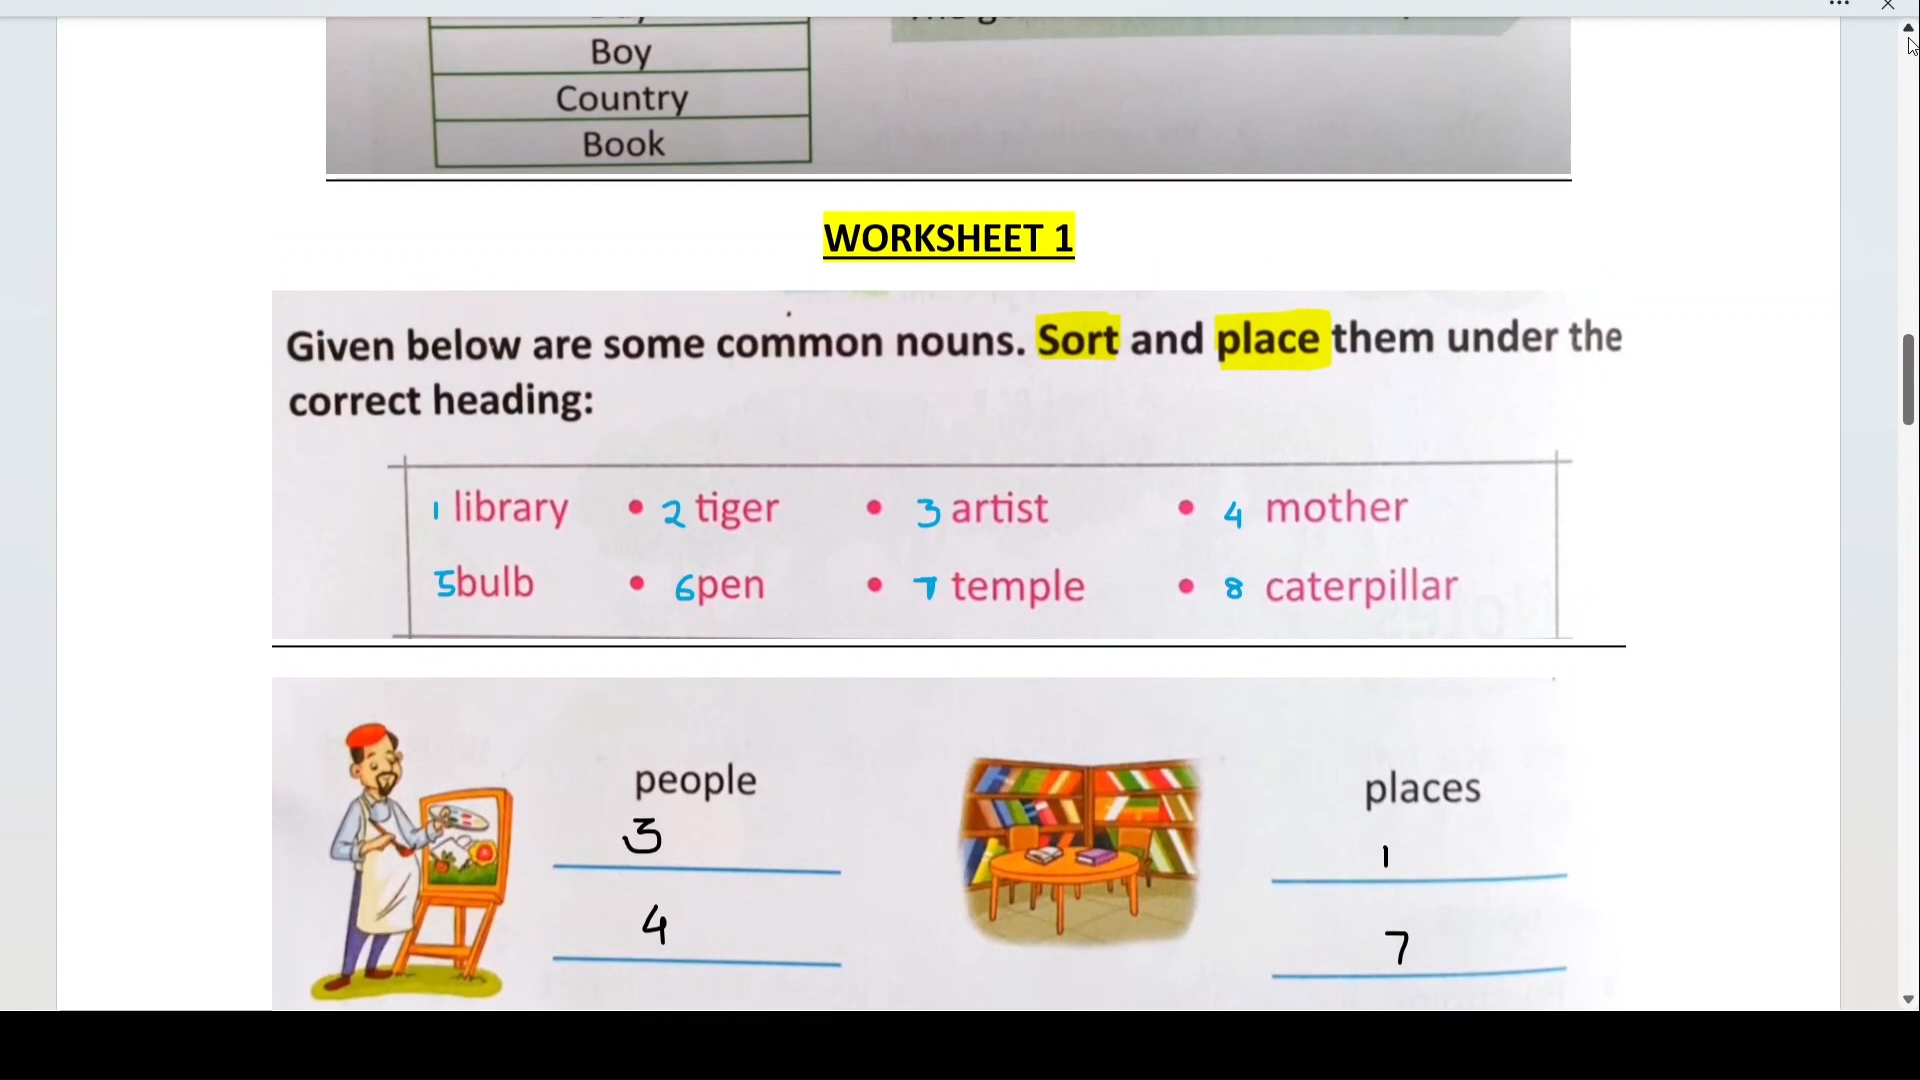 Boy
Country
Book
WORKSHEET 1
Given below are some common nouns. Sort and place them under the
correct heading:
1 library • 2 tiger • 3 artist • 4 mother
5 bulb • 6 pen • 7 temple • 8 caterpillar
people places
3 1
4 7